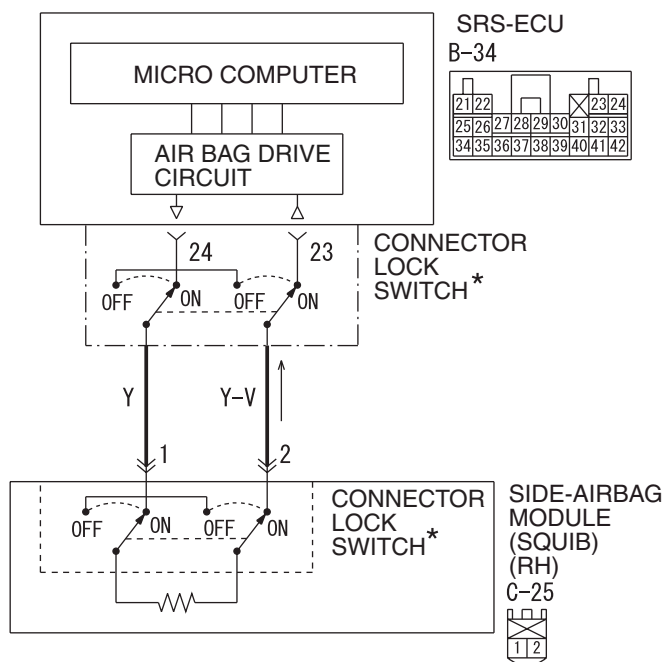 SRS-ECU
B-34
MICRO COMPUTER
21 22 23 24
25 26 27 28 29 30 31 32 33
34 35 36 37 38 39 40 41 42
AIR BAG DRIVE
CIRCUIT
24 23
CONNECTOR
LOCK
SWITCH*
OFF ON OFF ON
Y Y-V
1 2
CONNECTOR
LOCK
SWITCH*
OFF ON OFF ON
SIDE-AIRBAG
MODULE
(SQUIB)
(RH)
C-25
1 2